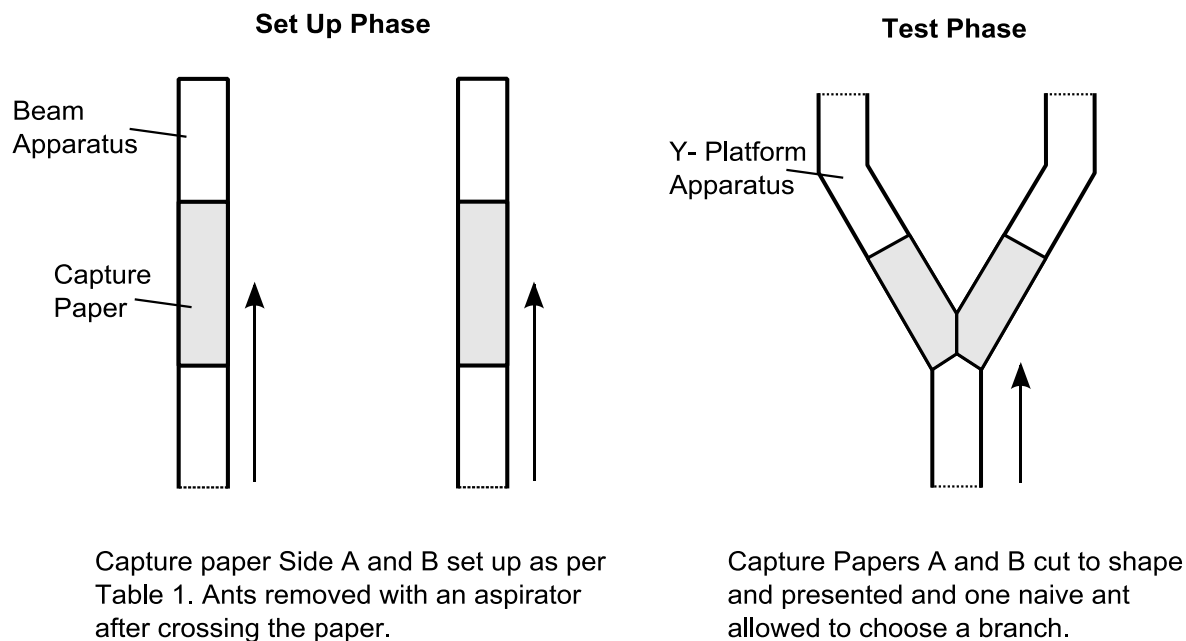 Set Up Phase
Beam
Apparatus
Capture
Paper
Capture paper Side A and B set up as per
Table 1. Ants removed with an aspirator
after crossing the paper.
Test Phase
Y- Platform
Apparatus
Capture Papers A and B cut to shape
and presented and one naive ant
allowed to choose a branch.